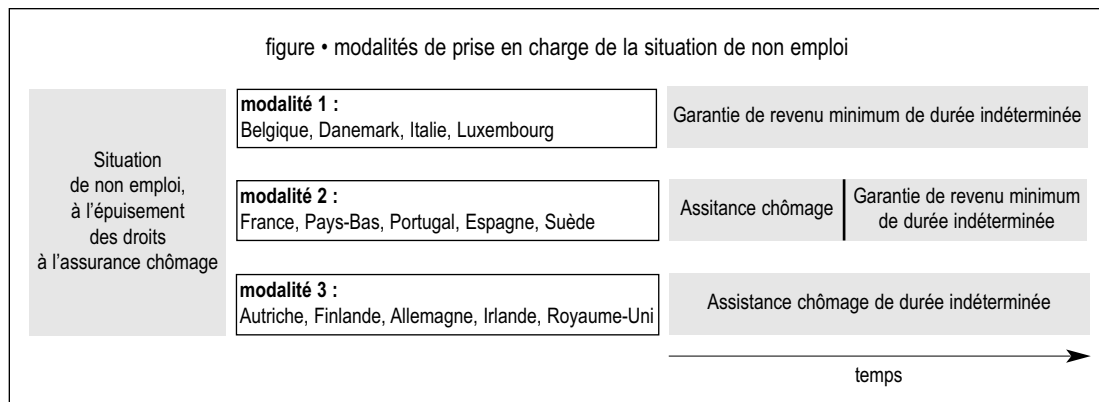 figure • modalités de prise en charge de la situation de non emploi
Situation
de non emploi,
à l'épuisement
des droits
à l'assurance chômage
modalité 1 :
Belgique, Danemark, Italie, Luxembourg
Garantie de revenu minimum de durée indéterminée
modalité 2 :
France, Pays-Bas, Portugal, Espagne, Suède
Assitance chômage
Garantie de revenu minimum
de durée indéterminée
modalité 3 :
Autriche, Finlande, Allemagne, Irlande, Royaume-Uni
Assistance chômage de durée indéterminée
temps